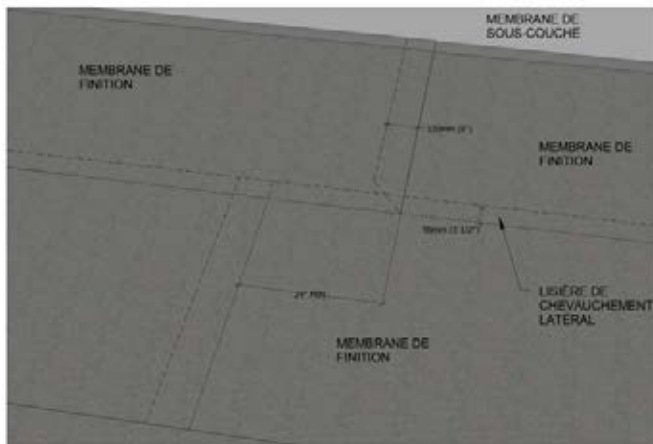 MEMBRANE DE
SOUS-COUCHE
MEMBRANE DE
FINITION
MEMBRANE DE
FINITION
LISIÈRE DE
CHEVAUCHEMENT
LATÉRAL
MEMBRANE DE
FINITION